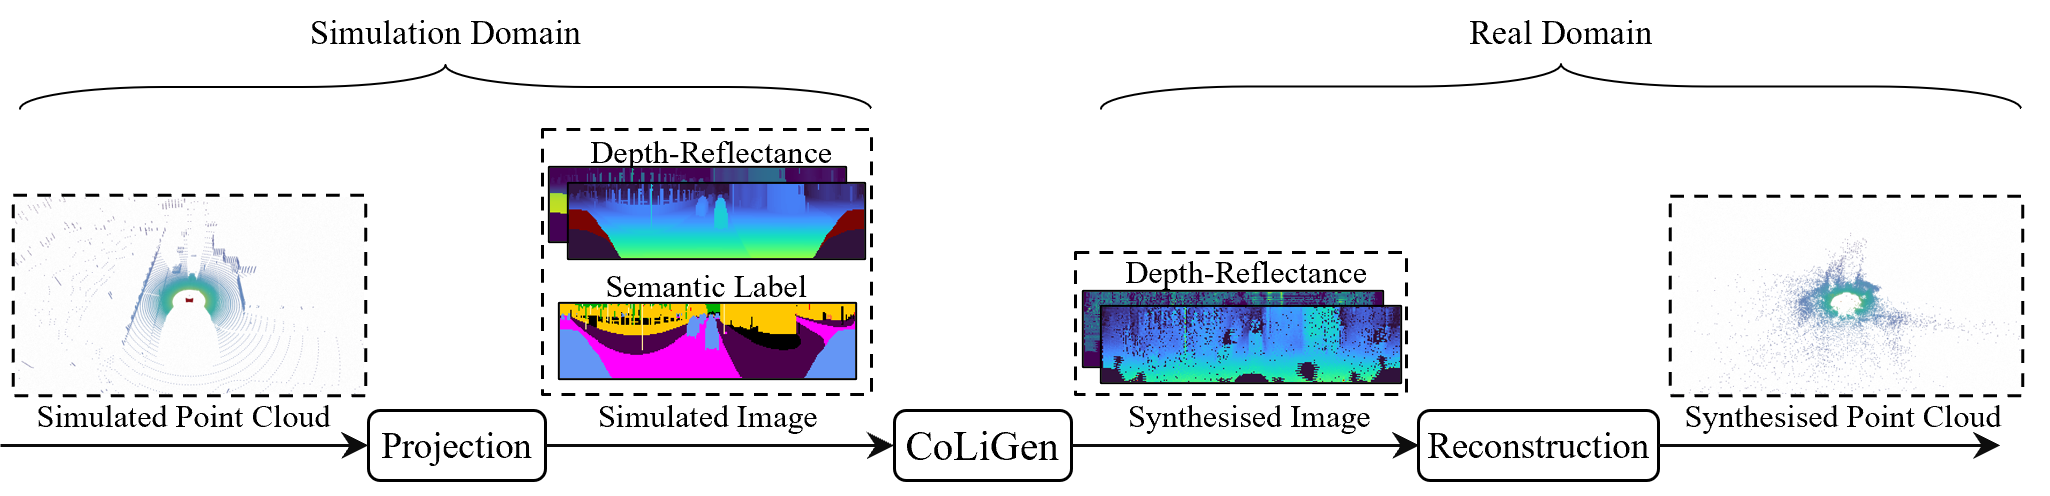 Simulation Domain
Real Domain
Depth-Reflectance
Semantic Label
Depth-Reflectance
Simulated Point Cloud
Simulated Image
Synthesised Image
Synthesised Point Cloud
Projection
CoLiGen
Reconstruction